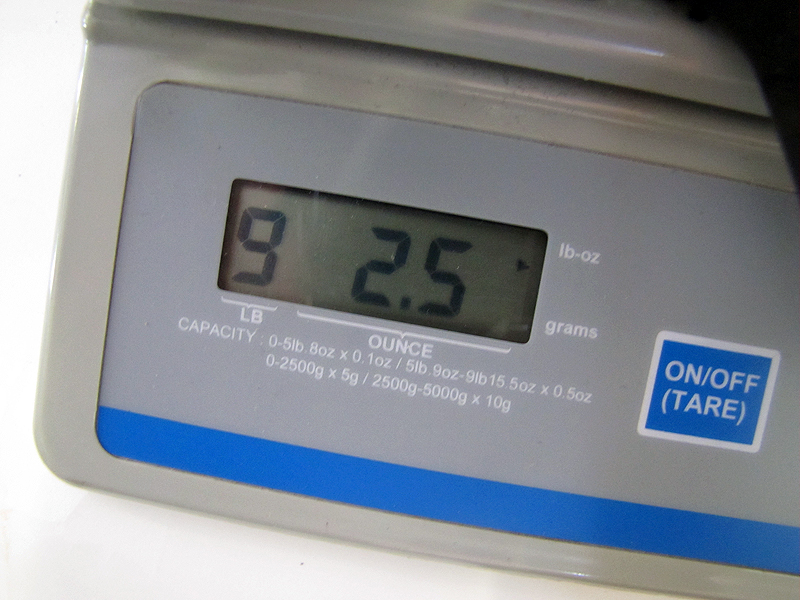 9 2.5
lb-oz
grams
LB
OUNCE
CAPACITY : 0-5lb.8oz x 0.1oz / 5lb.9oz-9lb15.5oz x 0.5oz
0-2500g x 5g / 2500g-5000g x 10g
ON/OFF
(TARE)